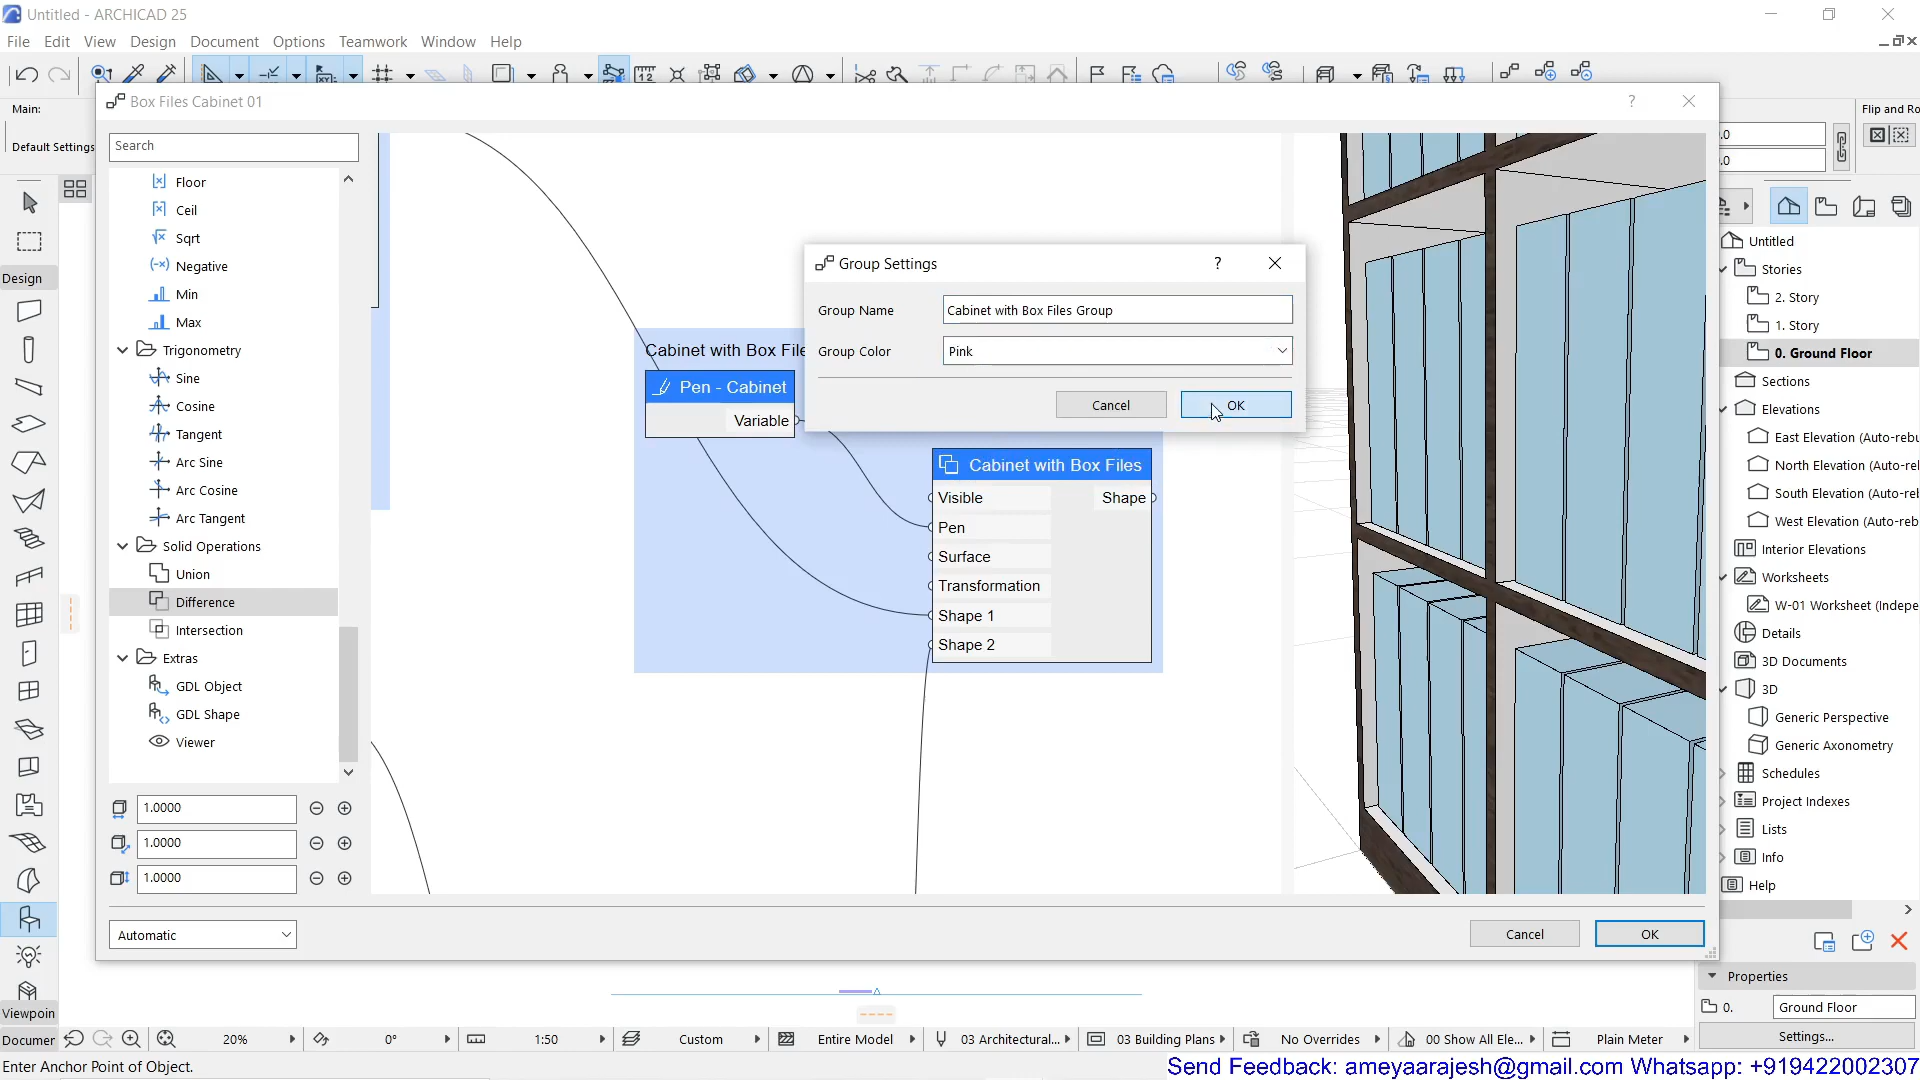 Untitled - ARCHICAD 25
File Edit View Design Document Options Teamwork Window Help
Main:
Default Settings
Box Files Cabinet 01
?
Flip and Ro
.0
.0
Search
Floor
Ceil
Sqrt
Negative
Min
Max
Trigonometry
Sine
Cosine
Tangent
Arc Sine
Arc Cosine
Arc Tangent
Solid Operations
Union
Difference
Intersection
Extras
GDL Object
GDL Shape
Viewer
1.0000
1.0000
1.0000
Automatic
Design
Viewpoin
Documer
Cabinet with Box File
Pen - Cabinet
Variable
Group Settings
?
Group Name
Cabinet with Box Files Group
Group Color
Pink
Cancel
OK
Cabinet with Box Files
Visible
Shape
Pen
Surface
Transformation
Shape 1
Shape 2
Cancel
OK
Untitled
Stories
2. Story
1. Story
0. Ground Floor
Sections
Elevations
East Elevation (Auto-rebu
North Elevation (Auto-rel
South Elevation (Auto-rel
West Elevation (Auto-reb
Interior Elevations
Worksheets
W-01 Worksheet (Indepe
Details
3D Documents
3D
Generic Perspective
Generic Axonometry
Schedules
Project Indexes
Lists
Info
Help
Properties
0.
Ground Floor
Settings...
20%
0°
1:50
Custom
Entire Model
03 Architectural...
03 Building Plans
No Overrides
00 Show All Ele...
Plain Meter
Enter Anchor Point of Object.
Send Feedback: ameyaarajesh@gmail.com Whatsapp: +919422002307